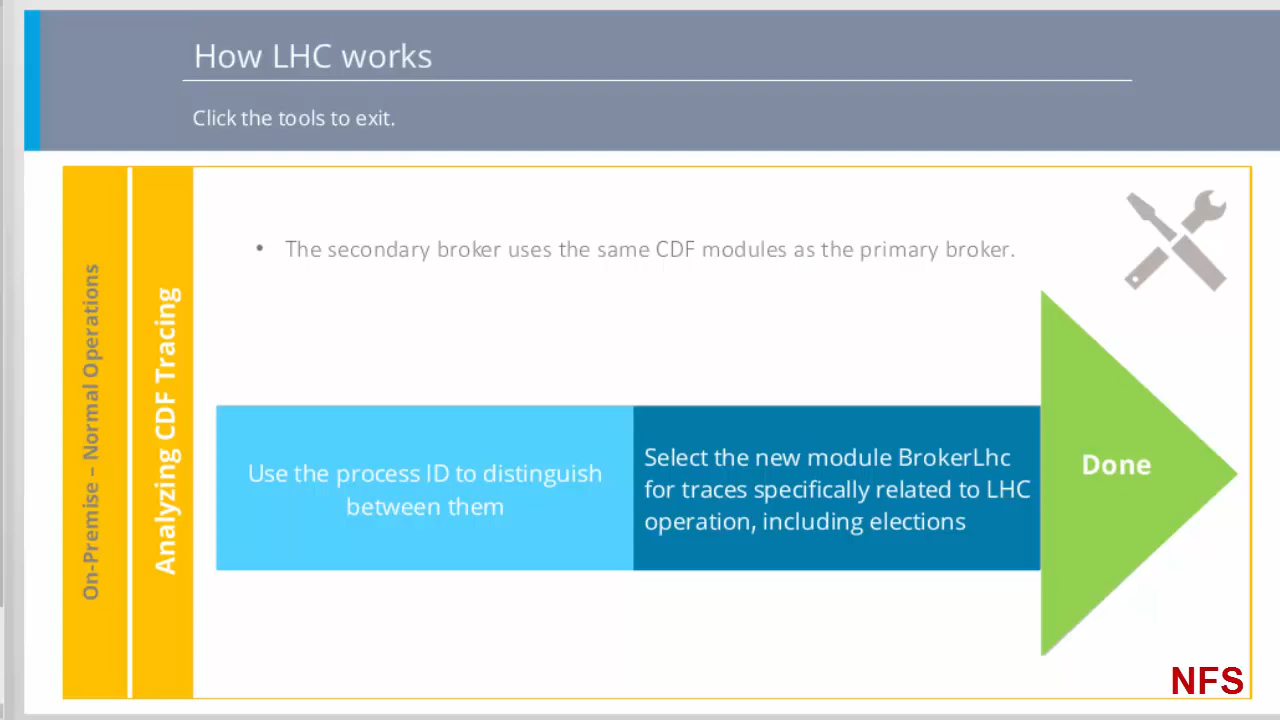 How LHC works
Click the tools to exit.
On-Premise – Normal Operations
Analyzing CDF Tracing
• The secondary broker uses the same CDF modules as the primary broker.
Use the process ID to distinguish
between them
Select the new module BrokerLhc
for traces specifically related to LHC
operation, including elections
Done
NFS